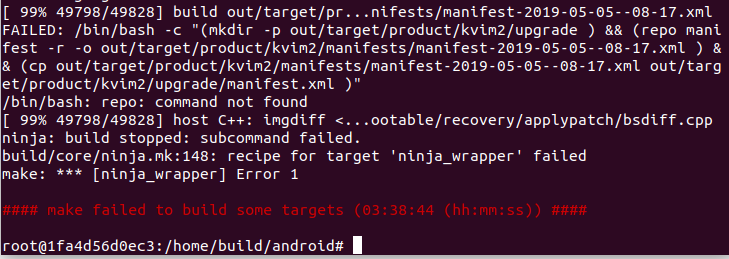 [ 99% 49798/49828] build out/target/pr...nifests/manifest-2019-05-05--08-17.xml
FAILED: /bin/bash -c "(mkdir -p out/target/product/kvim2/upgrade ) && (repo mani
fest -r -o out/target/product/kvim2/manifests/manifest-2019-05-05--08-17.xml ) &
& (cp out/target/product/kvim2/manifests/manifest-2019-05-05--08-17.xml out/targ
et/product/kvim2/upgrade/manifest.xml )"
/bin/bash: repo: command not found
[ 99% 49798/49828] host C++: imgdiff <...ootable/recovery/applypatch/bsdiff.cpp
ninja: build stopped: subcommand failed.
build/core/ninja.mk:148: recipe for target 'ninja_wrapper' failed
make: *** [ninja_wrapper] Error 1
#### make failed to build some targets (03:38:44 (hh:mm:ss)) ####
root@1fa4d56d0ec3:/home/build/android#